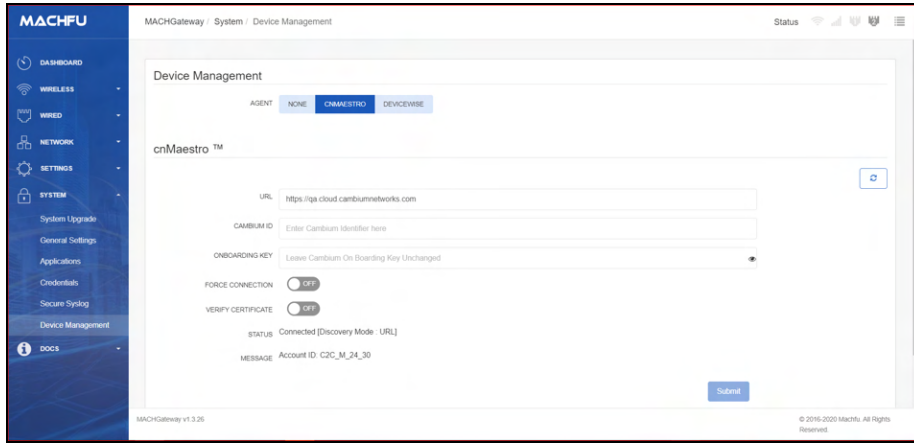 MACHFU
MACHGateway / System / Device Management
Status
DASHBOARD
WIRELESS
WIRED
NETWORK
SETTINGS
SYSTEM
System Upgrade
General Settings
Applications
Credentials
Secure Syslog
Device Management
DOCS
Device Management
AGENT NONE CNMAESTRO DEVICEWISE
cnMaestro ™
URL https://qa.cloud.cambiumnetworks.com
CAMBIUM ID Enter Cambium Identifier here
ONBOARDING KEY Leave Cambium On Boarding Key Unchanged
FORCE CONNECTION OFF
VERIFY CERTIFICATE OFF
STATUS Connected [Discovery Mode : URL]
MESSAGE Account ID: C2C_M_24_30
Submit
MACHGateway v1.3.26
© 2016-2020 Machfu. All Rights
Reserved.